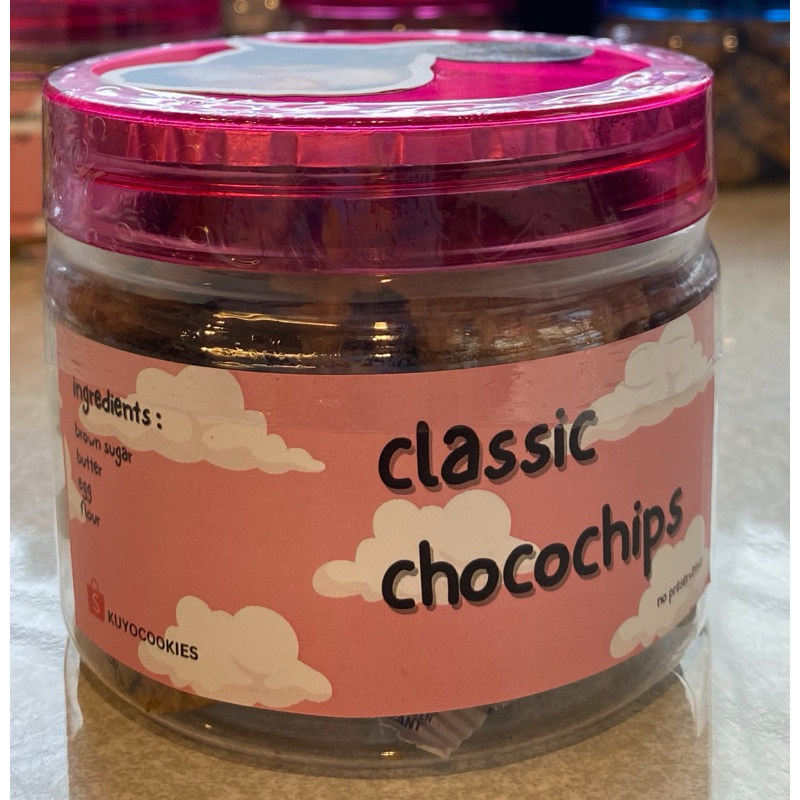 ingredients :
brown sugar
butter
egg
flour
classic
chocochips
no preservative
S
KUYOCOOKIES